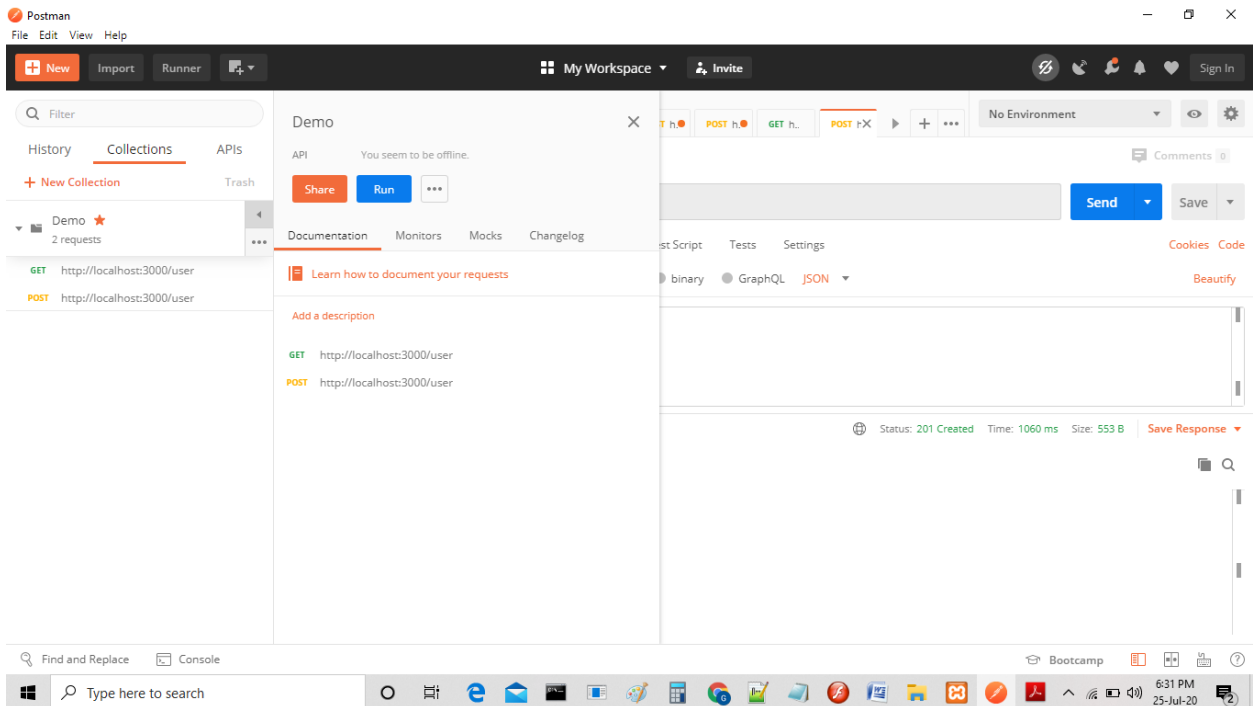 Postman
File Edit View Help
New Import Runner My Workspace Invite Sign In
Filter
History Collections APIs
+ New Collection Trash
Demo
2 requests
GET http://localhost:3000/user
POST http://localhost:3000/user
Demo
API You seem to be offline.
Share Run
Documentation Monitors Mocks Changelog
Learn how to document your requests
Add a description
GET http://localhost:3000/user
POST http://localhost:3000/user
T h. POST h. GET h.. POST No Environment
Comments 0
Send Save
est Script Tests Settings Cookies Code
binary GraphQL JSON Beautify
Status: 201 Created Time: 1060 ms Size: 553 B Save Response
Find and Replace Console Bootcamp
Type here to search
6:31 PM
25-Jul-20
2